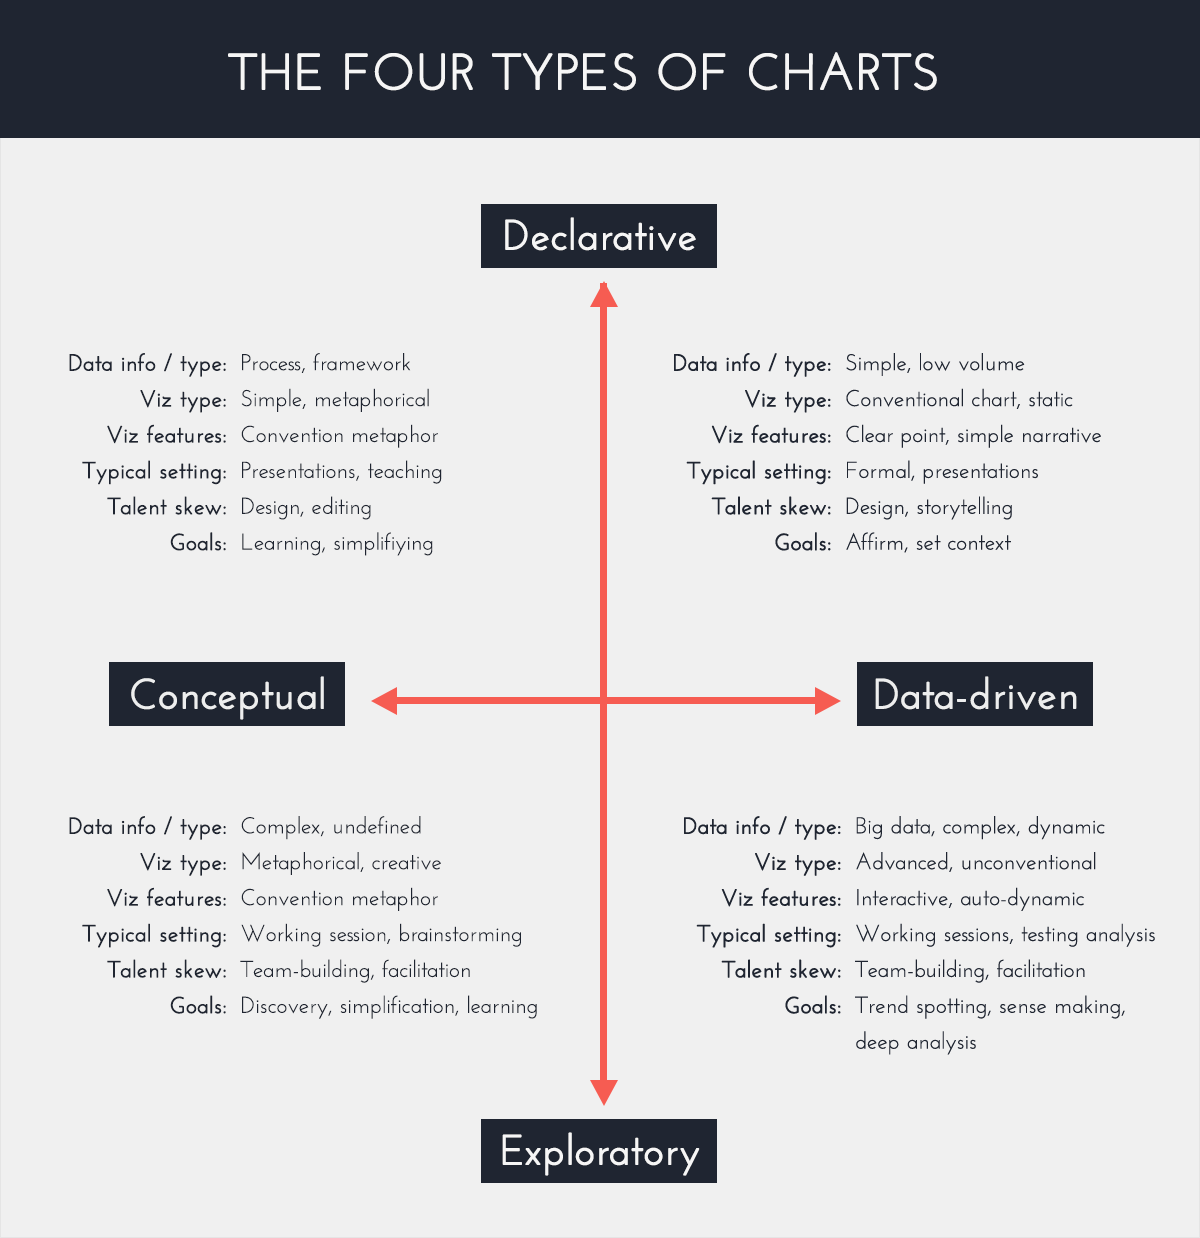 THE FOUR TYPES OF CHARTS
Declarative
Data info / type: Process, framework
Viz type: Simple, metaphorical
Viz features: Convention metaphor
Typical setting: Presentations, teaching
Talent skew: Design, editing
Goals: Learning, simplifiying
Data info / type: Simple, low volume
Viz type: Conventional chart, static
Viz features: Clear point, simple narrative
Typical setting: Formal, presentations
Talent skew: Design, storytelling
Goals: Affirm, set context
Conceptual
Data-driven
Data info / type: Complex, undefined
Viz type: Metaphorical, creative
Viz features: Convention metaphor
Typical setting: Working session, brainstorming
Talent skew: Team-building, facilitation
Goals: Discovery, simplification, learning
Data info / type: Big data, complex, dynamic
Viz type: Advanced, unconventional
Viz features: Interactive, auto-dynamic
Typical setting: Working sessions, testing analysis
Talent skew: Team-building, facilitation
Goals: Trend spotting, sense making,
deep analysis
Exploratory